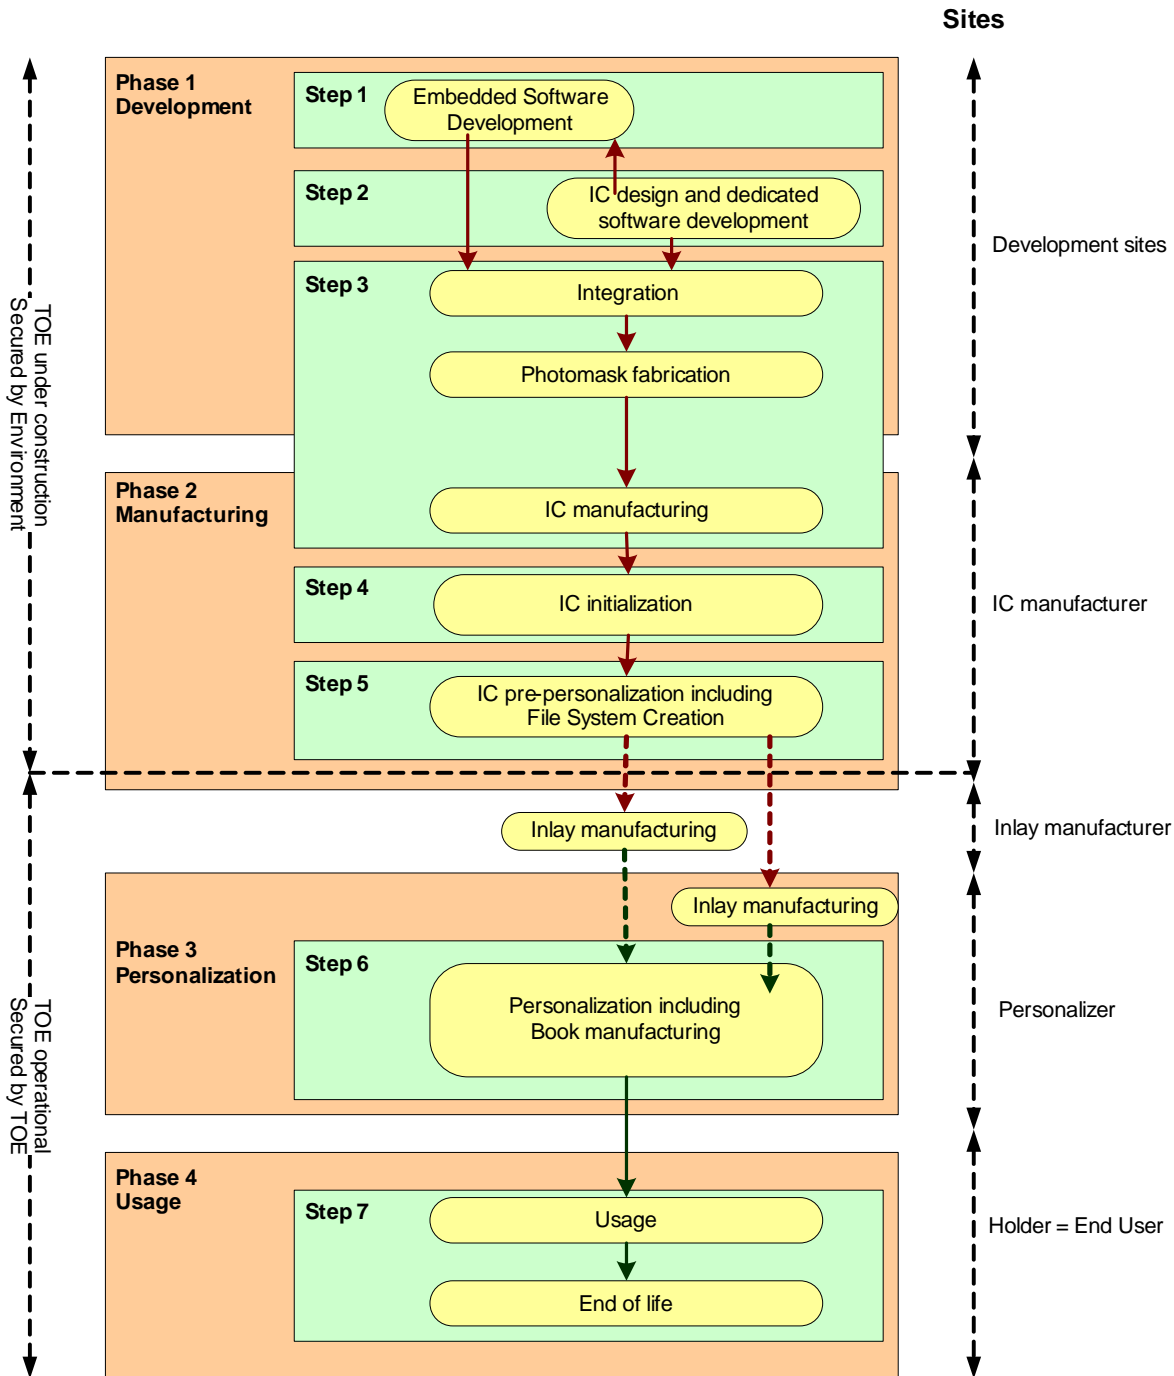 Sites
Phase 1
Development
Step 1
Embedded Software
Development
Step 2
IC design and dedicated
software development
Development sites
Step 3
Integration
TOE under construction
Secured by Environment
Photomask fabrication
Phase 2
Manufacturing
IC manufacturing
Step 4
IC initialization
IC manufacturer
Step 5
IC pre-personalization including
File System Creation
Inlay manufacturing
Inlay manufacturer
Inlay manufacturing
Phase 3
Personalization
Step 6
Personalization including
Book manufacturing
Personalizer
TOE operational
Secured by TOE
Phase 4
Usage
Step 7
Usage
Holder = End User
End of life